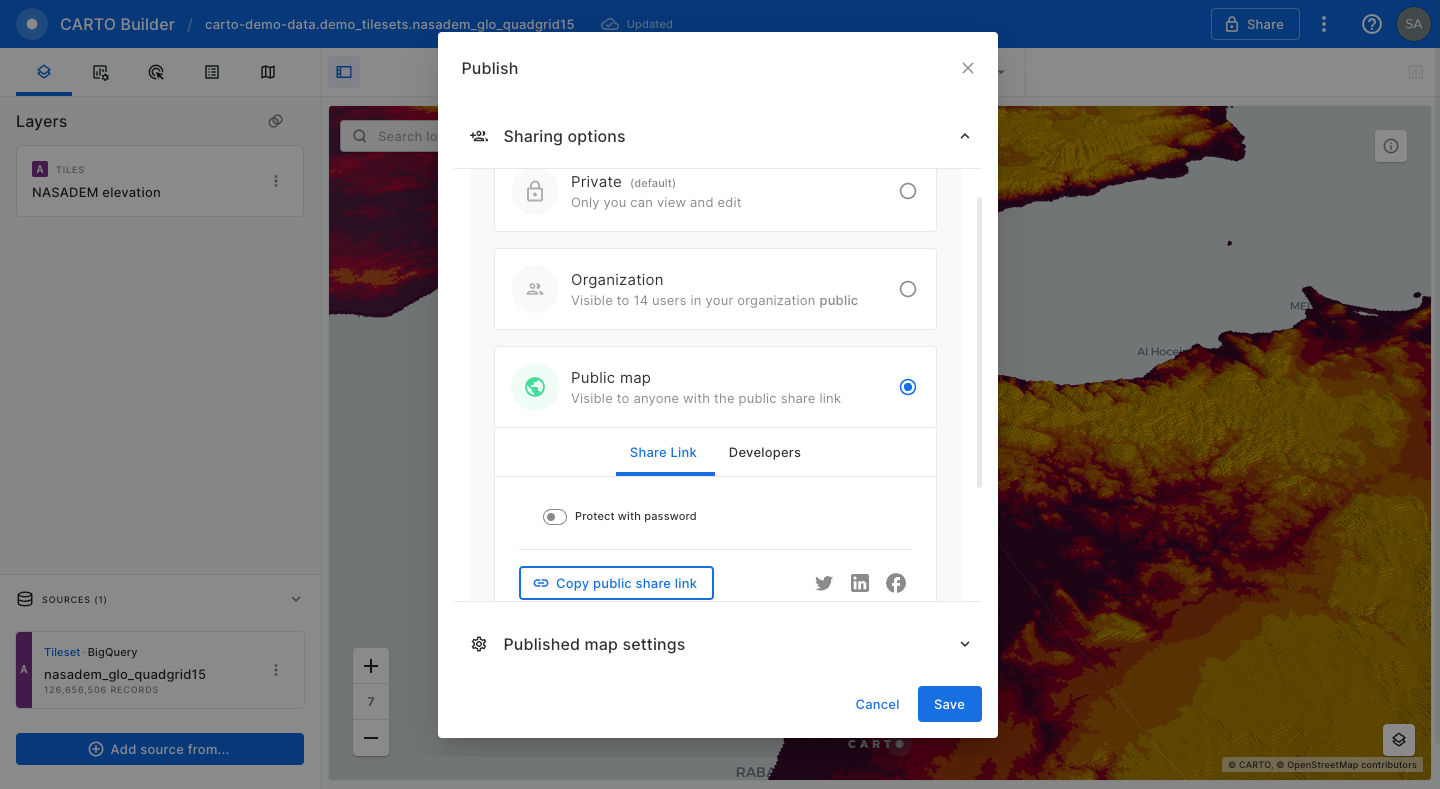 CARTO Builder / carto-demo-data.demo_tilesets.nasadem_glo_quadgrid15 Updated
Share
SA
Layers
A TILES
NASADEM elevation
SOURCES (1)
A
Tileset · BigQuery
nasadem_glo_quadgrid15
126,656,506 RECORDS
Add source from...
Search lo
7
Publish
Sharing options
Private (default)
Only you can view and edit
Organization
Visible to 14 users in your organization public
Public map
Visible to anyone with the public share link
Share Link Developers
Protect with password
Copy public share link
Published map settings
Cancel Save
Al Hocei
CARTO
© CARTO, © OpenStreetMap contributors